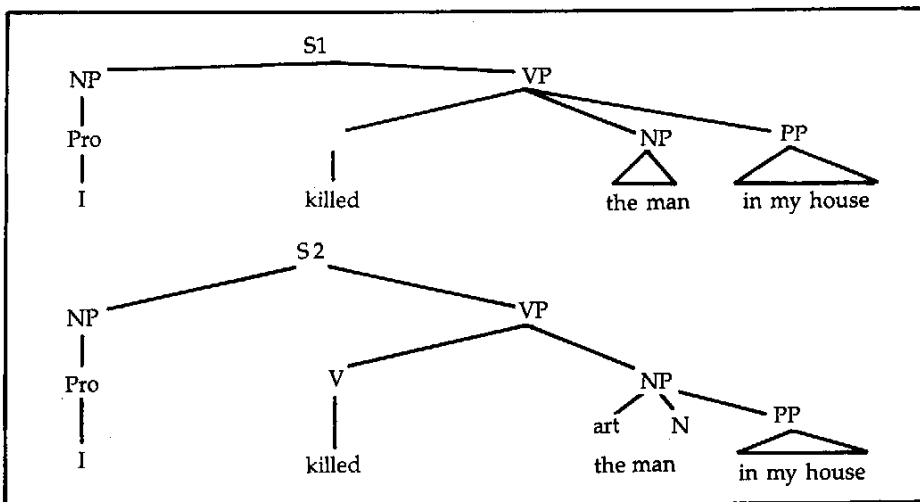 S1
NP VP
Pro NP PP
I killed the man in my house
S2
NP VP
Pro V NP
art N PP
I killed the man in my house